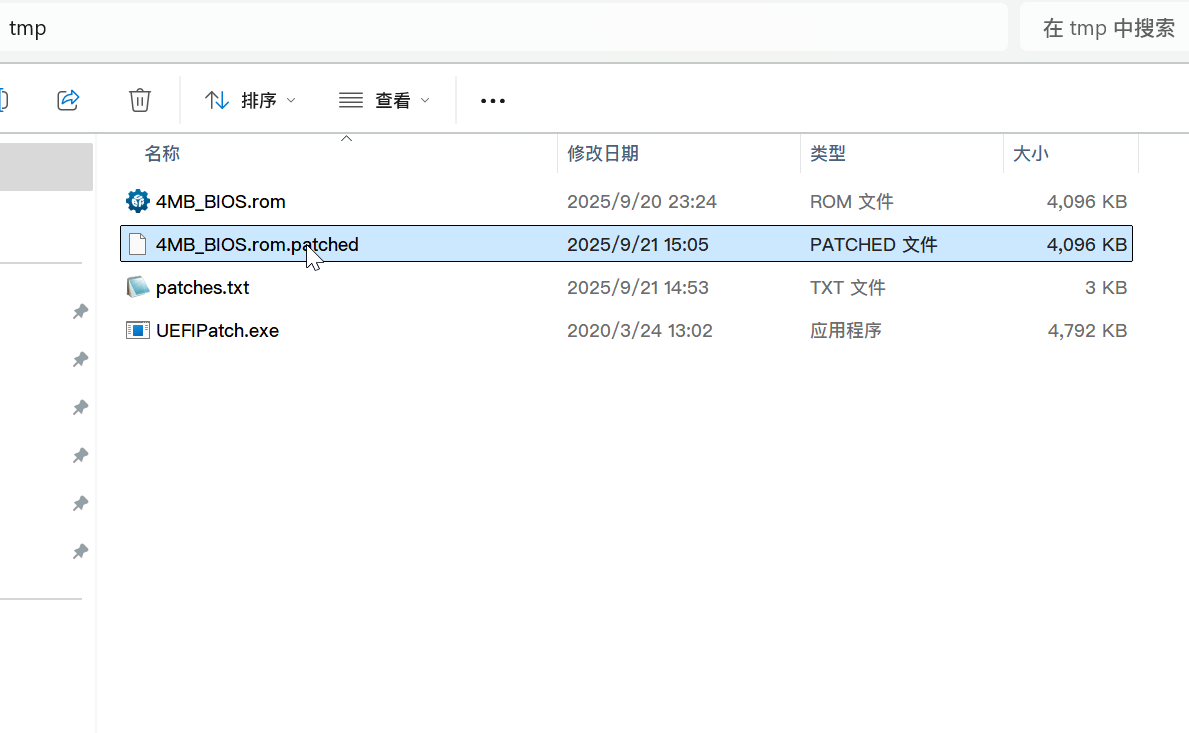 tmp
在 tmp 中搜索
排序
查看
名称 修改日期 类型 大小
4MB_BIOS.rom 2025/9/20 23:24 ROM 文件 4,096 KB
4MB_BIOS.rom.patched 2025/9/21 15:05 PATCHED 文件 4,096 KB
patches.txt 2025/9/21 14:53 TXT 文件 3 KB
UEFIPatch.exe 2020/3/24 13:02 应用程序 4,792 KB